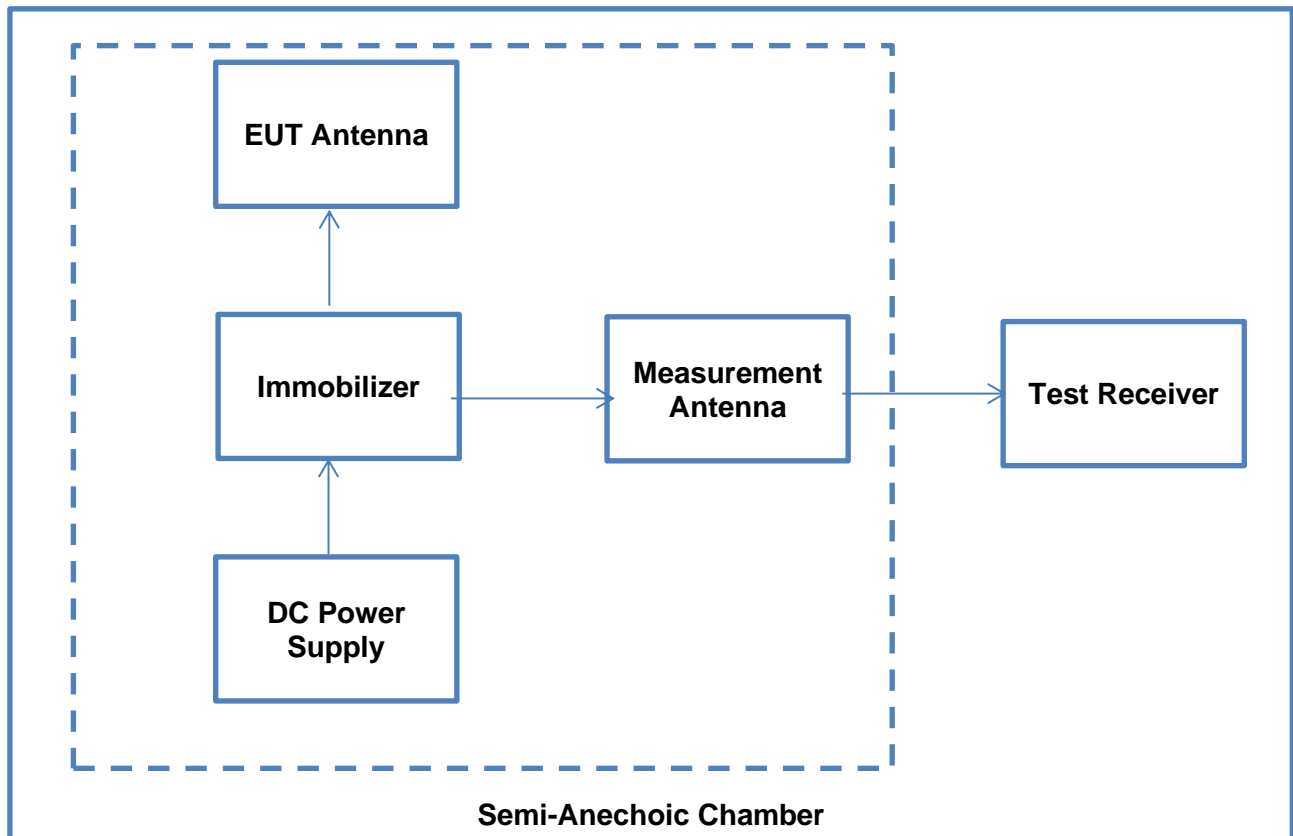 EUT Antenna
Immobilizer
Measurement
Antenna
Test Receiver
DC Power
Supply
Semi-Anechoic Chamber